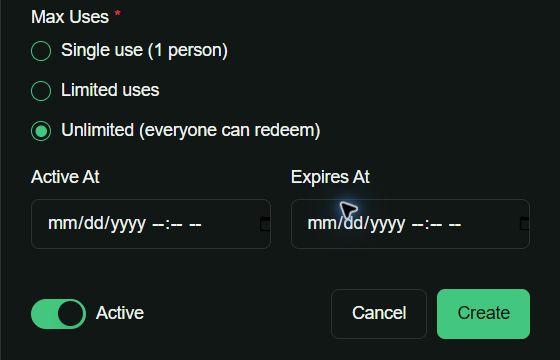 Max Uses *
Single use (1 person)
Limited uses
Unlimited (everyone can redeem)
Active At Expires At
mm/dd/yyyy --:-- -- mm/dd/yyyy --:-- --
Active Cancel Create